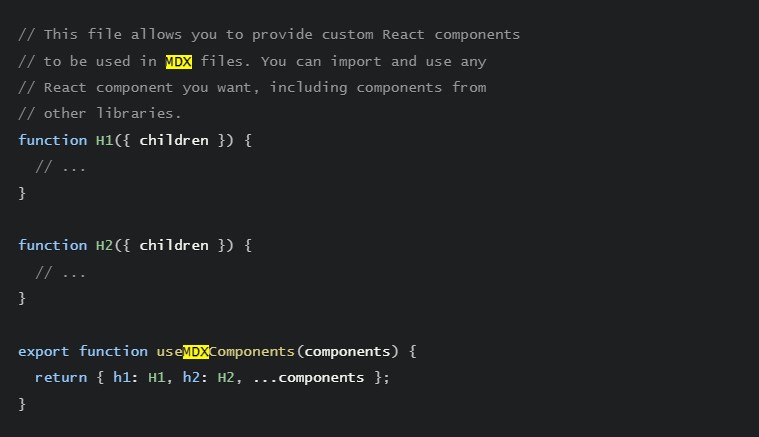 // This file allows you to provide custom React components
// to be used in MDX files. You can import and use any
// React component you want, including components from
// other libraries.
function H1({ children }) {
  // ...
}

function H2({ children }) {
  // ...
}

export function useMDXComponents(components) {
  return { h1: H1, h2: H2, ...components };
}